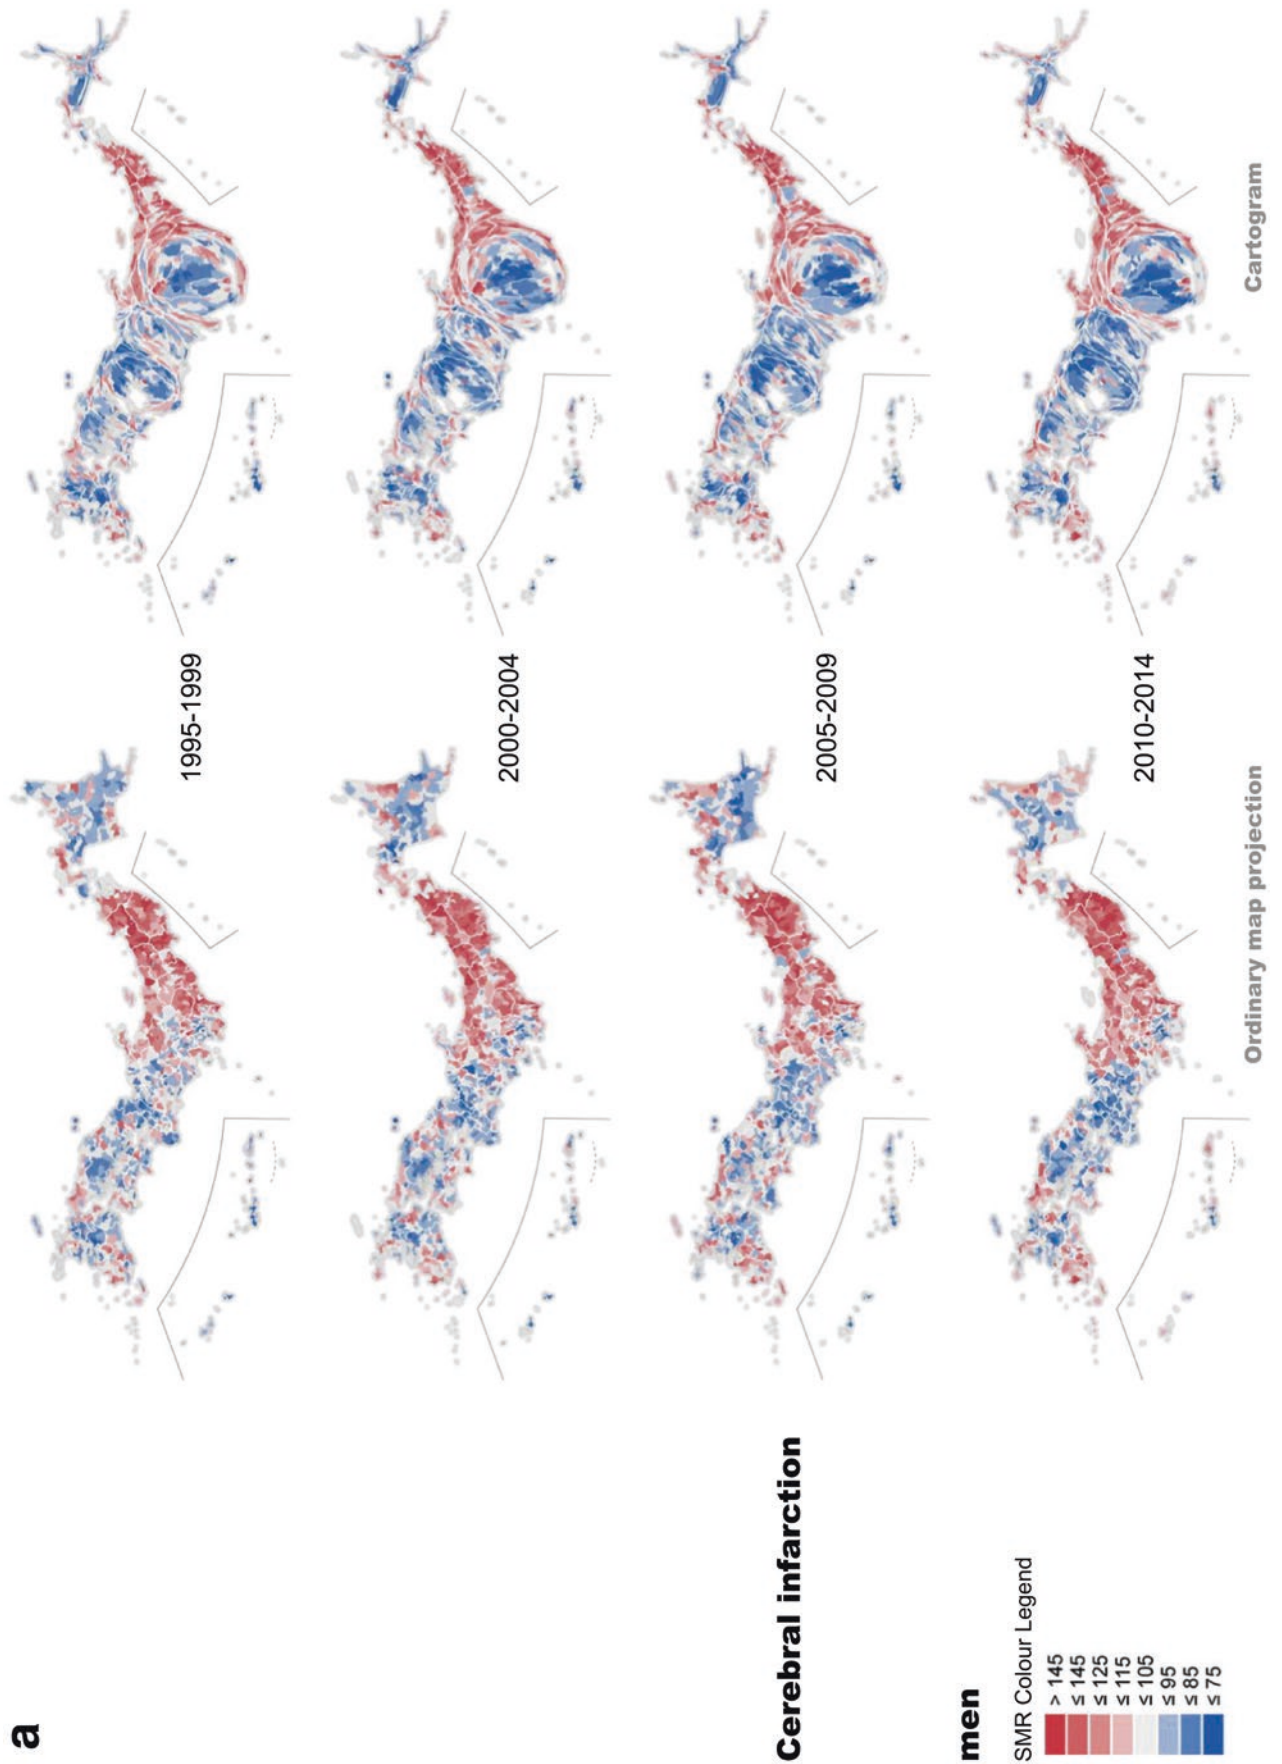 a
Cerebral infarction
men
SMR Colour Legend
> 145
≤ 145
≤ 125
≤ 115
≤ 105
≤ 95
≤ 85
≤ 75
1995-1999
2000-2004
2005-2009
2010-2014
Ordinary map projection
Cartogram